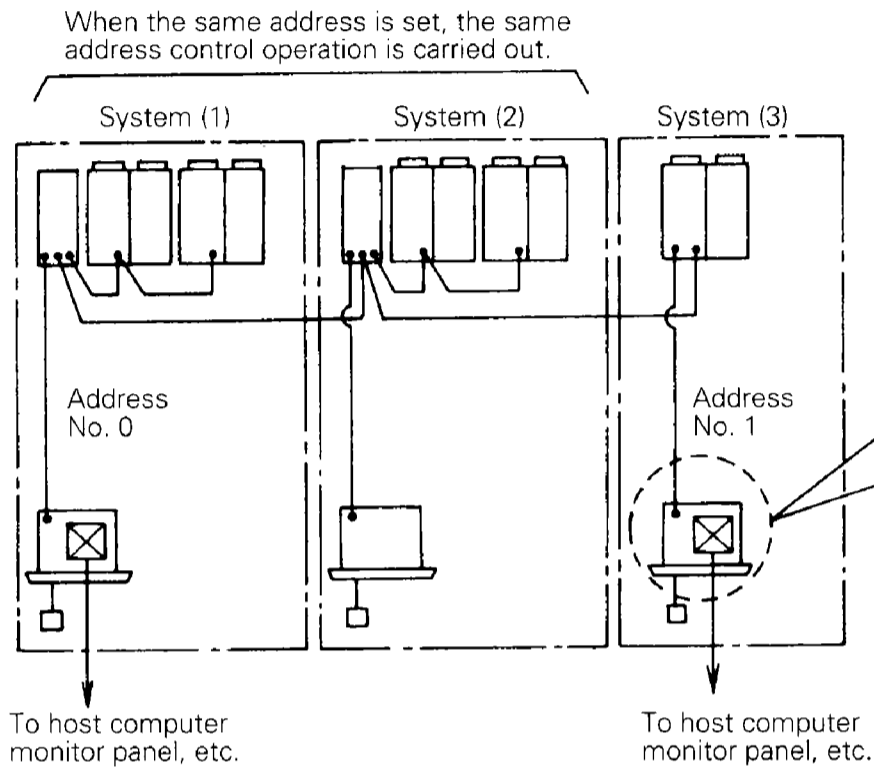 When the same address is set, the same
address control operation is carried out.
System (1)
System (2)
System (3)
Address
No. 0
Address
No. 1
To host computer
monitor panel, etc.
To host computer
monitor panel, etc.